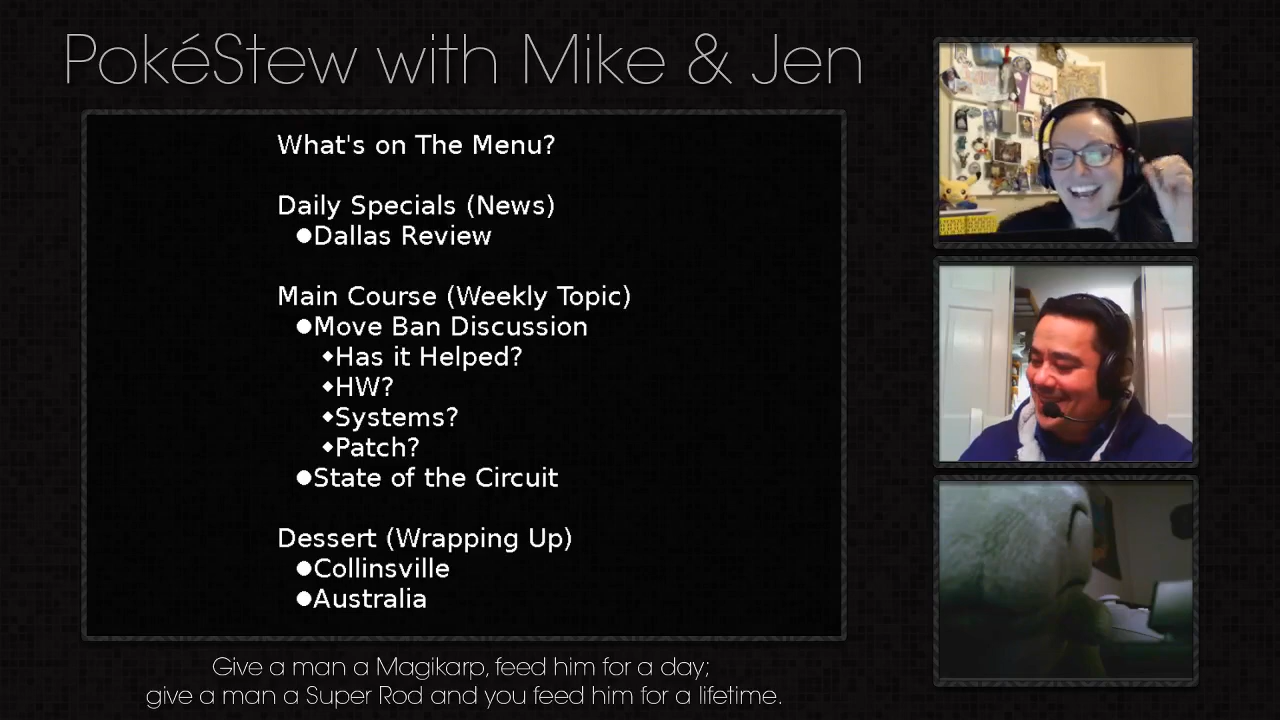 PokéStew with Mike & Jen
What's on The Menu?
Daily Specials (News)
●Dallas Review
Main Course (Weekly Topic)
●Move Ban Discussion
◆Has it Helped?
◆HW?
◆Systems?
◆Patch?
●State of the Circuit
Dessert (Wrapping Up)
●Collinsville
●Australia
Give a man a Magikarp, feed him for a day;
give a man a Super Rod and you feed him for a lifetime.